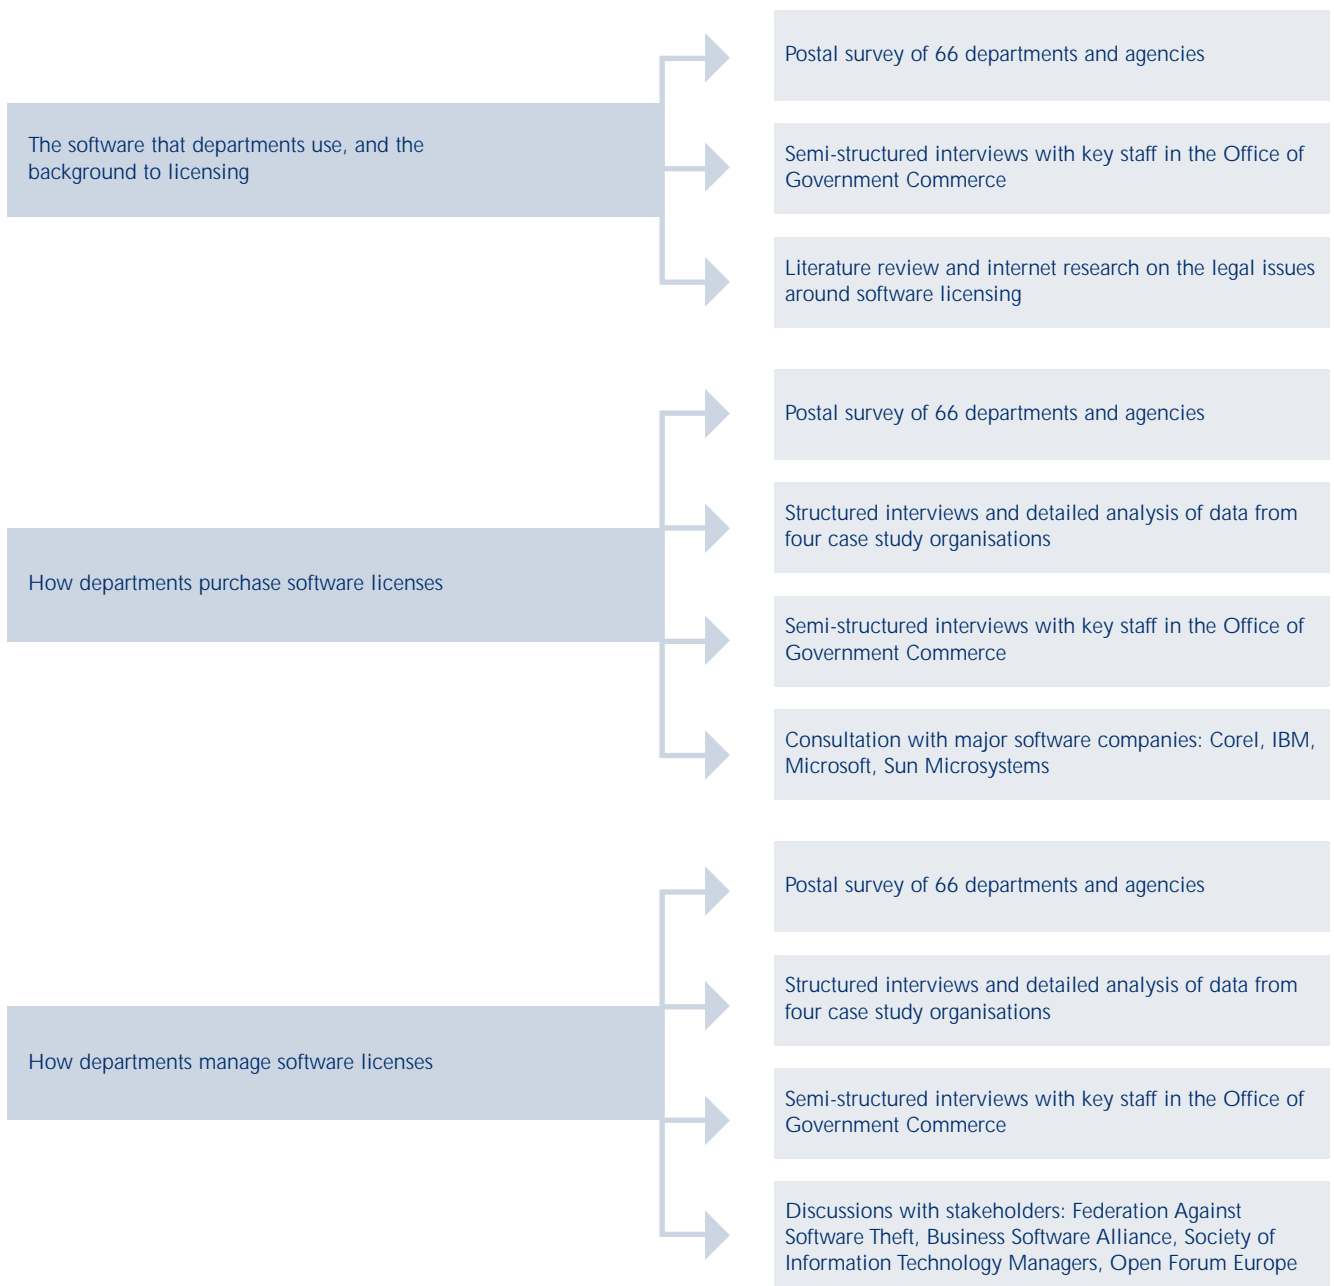 The software that departments use, and the
background to licensing
Postal survey of 66 departments and agencies
Semi-structured interviews with key staff in the Office of
Government Commerce
Literature review and internet research on the legal issues
around software licensing
How departments purchase software licenses
Postal survey of 66 departments and agencies
Structured interviews and detailed analysis of data from
four case study organisations
Semi-structured interviews with key staff in the Office of
Government Commerce
Consultation with major software companies: Corel, IBM,
Microsoft, Sun Microsystems
How departments manage software licenses
Postal survey of 66 departments and agencies
Structured interviews and detailed analysis of data from
four case study organisations
Semi-structured interviews with key staff in the Office of
Government Commerce
Discussions with stakeholders: Federation Against
Software Theft, Business Software Alliance, Society of
Information Technology Managers, Open Forum Europe